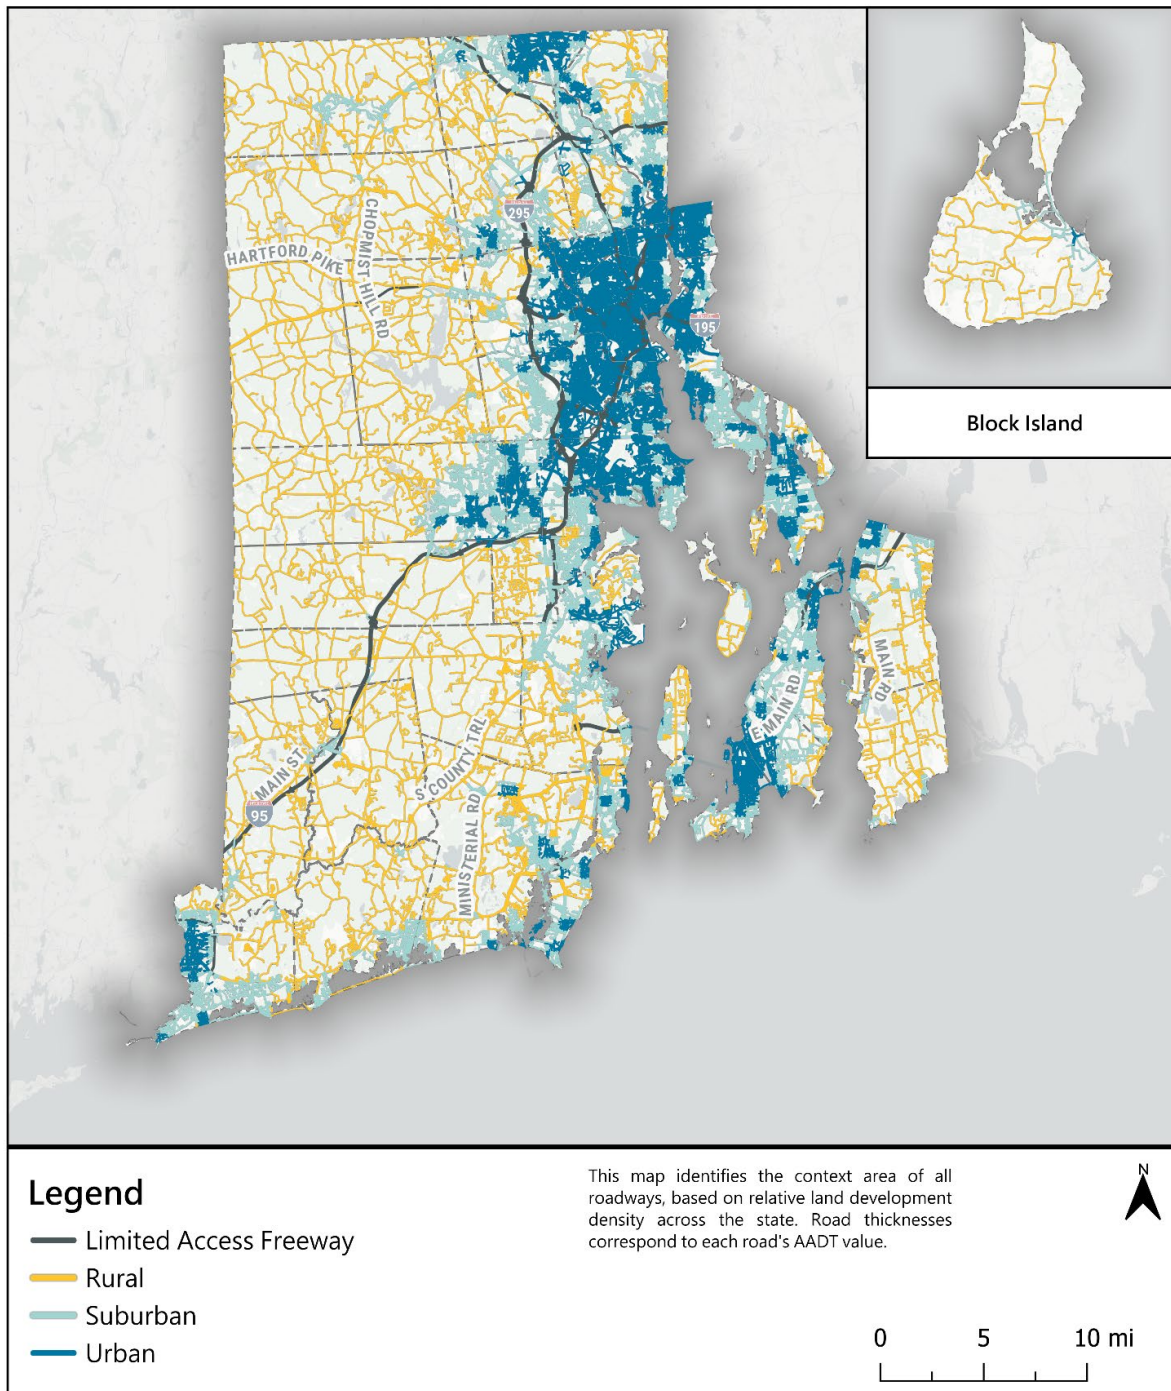 Block Island
295
CHOPMIST HILL RD
HARTFORD PIKE
195
MAIN RD
E MAIN RD
S COUNTY TRL
MAIN ST
95
MINISTERIAL RD
Legend
Limited Access Freeway
Rural
Suburban
Urban
This map identifies the context area of all
roadways, based on relative land development
density across the state. Road thicknesses
correspond to each road's AADT value.
N
0 5 10 mi